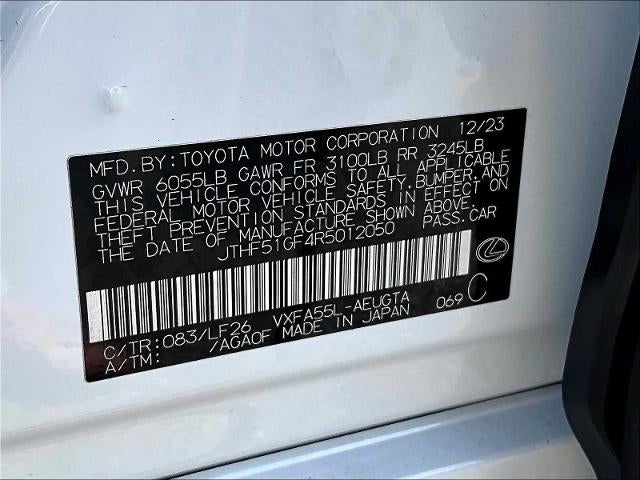 MFD. BY: TOYOTA MOTOR CORPORATION 12/23
GVWR 6055LB GAWR FR 3100LB RR 3245LB
THIS VEHICLE CONFORMS TO ALL APPLICABLE
FEDERAL MOTOR VEHICLE SAFETY, BUMPER, AND
THEFT PREVENTION STANDARDS IN EFFECT ON
THE DATE OF MANUFACTURE SHOWN ABOVE.
JTHF51GF4R5012050 PASS. CAR
C/TR: 083/LF26 VXFA55L-AEUGTA 069 C
A/TM: /AGAOF MADE IN JAPAN